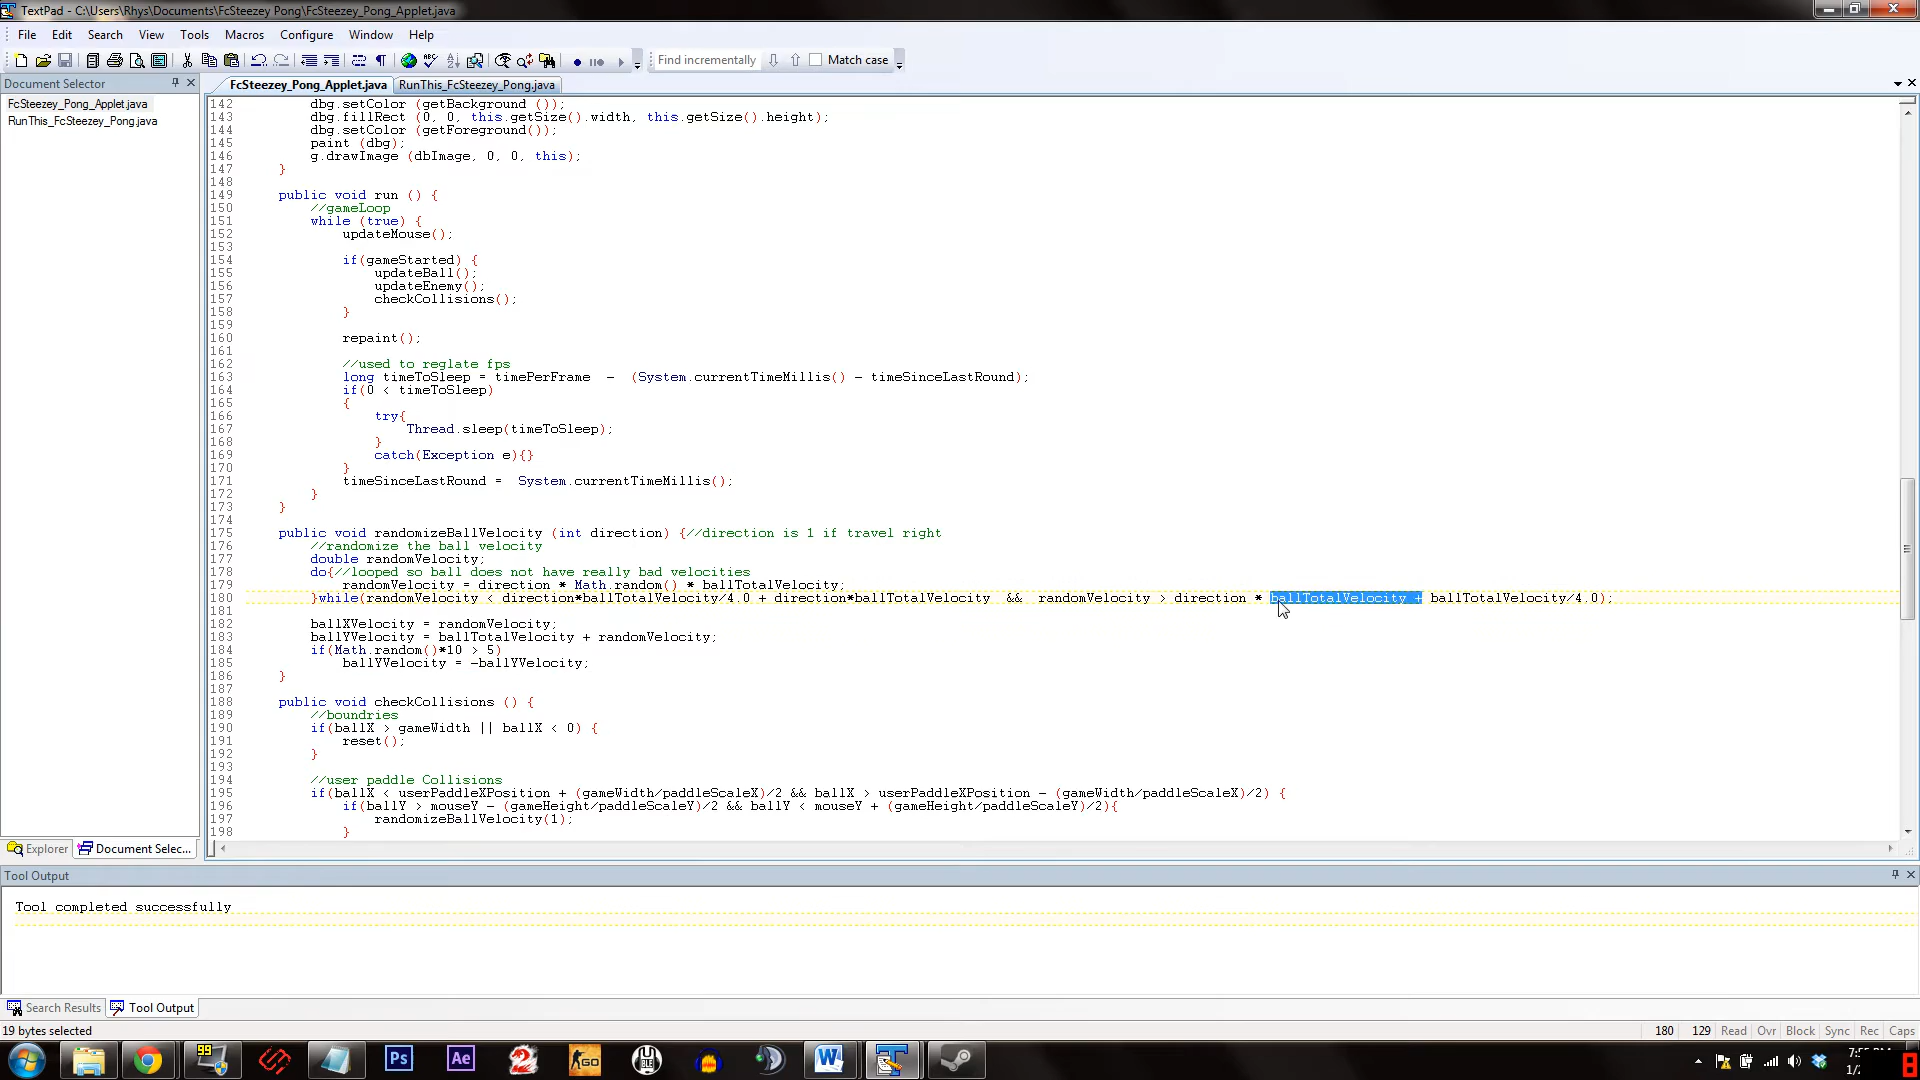 TextPad - C:\Users\Rhys\Documents\FcSteezey Pong\FcSteezey_Pong_Applet.java
File Edit Search View Tools Macros Configure Window Help
Find incrementally Match case
Document Selector
FcSteezey_Pong_Applet.java RunThis_FcSteezey_Pong.java
FcSteezey_Pong_Applet.java
RunThis_FcSteezey_Pong.java
142 dbg.setColor (getBackground ());
143 dbg.fillRect (0, 0, this.getSize().width, this.getSize().height);
144 dbg.setColor (getForeground());
145 paint (dbg);
146 g.drawImage (dbImage, 0, 0, this);
147 }
148
149 public void run () {
150 //gameLoop
151 while (true) {
152 updateMouse();
153
154 if(gameStarted) {
155 updateBall();
156 updateEnemy();
157 checkCollisions();
158 }
159
160 repaint();
161
162 //used to reglate fps
163 long timeToSleep = timePerFrame - (System.currentTimeMillis() - timeSinceLastRound);
164 if(0 < timeToSleep)
165 {
166 try{
167 Thread.sleep(timeToSleep);
168 }
169 catch(Exception e){}
170 }
171 timeSinceLastRound = System.currentTimeMillis();
172 }
173 }
174
175 public void randomizeBallVelocity (int direction) {//direction is 1 if travel right
176 //randomize the ball velocity
177 double randomVelocity;
178 do{//looped so ball does not have really bad velocities
179 randomVelocity = direction * Math.random() * ballTotalVelocity;
180 }while(randomVelocity < direction*ballTotalVelocity/4.0 + direction*ballTotalVelocity && randomVelocity > direction * ballTotalVelocity + ballTotalVelocity/4.0);
181
182 ballXVelocity = randomVelocity;
183 ballYVelocity = ballTotalVelocity + randomVelocity;
184 if(Math.random()*10 > 5)
185 ballYVelocity = -ballYVelocity;
186 }
187
188 public void checkCollisions () {
189 //boundries
190 if(ballX > gameWidth || ballX < 0) {
191 reset();
192 }
193
194 //user paddle Collisions
195 if(ballX < userPaddleXPosition + (gameWidth/paddleScaleX)/2 && ballX > userPaddleXPosition - (gameWidth/paddleScaleX)/2) {
196 if(ballY > mouseY - (gameHeight/paddleScaleY)/2 && ballY < mouseY + (gameHeight/paddleScaleY)/2){
197 randomizeBallVelocity(1);
198 }
Explorer Document Selec...
Tool Output
Tool completed successfully
Search Results Tool Output
19 bytes selected 180 129 Read Ovr Block Sync Rec Caps
99 Ps Ae 2 GO W